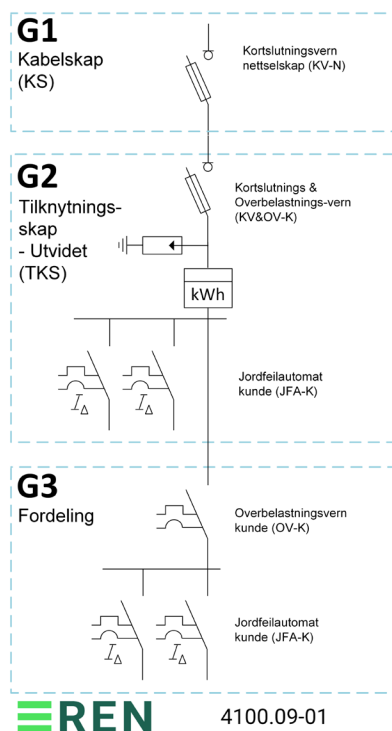 G1
Kabelskap
(KS)
Kortslutningsvern
nettselskap (KV-N)
G2
Tilknytnings-
skap
- Utvidet
(TKS)
Kortslutnings &
Overbelastnings-vern
(KV&OV-K)
kWh
Jordfeilautomat
kunde (JFA-K)
I∆
I∆
G3
Fordeling
Overbelastningsvern
kunde (OV-K)
Jordfeilautomat
kunde (JFA-K)
I∆
I∆
REN
4100.09-01